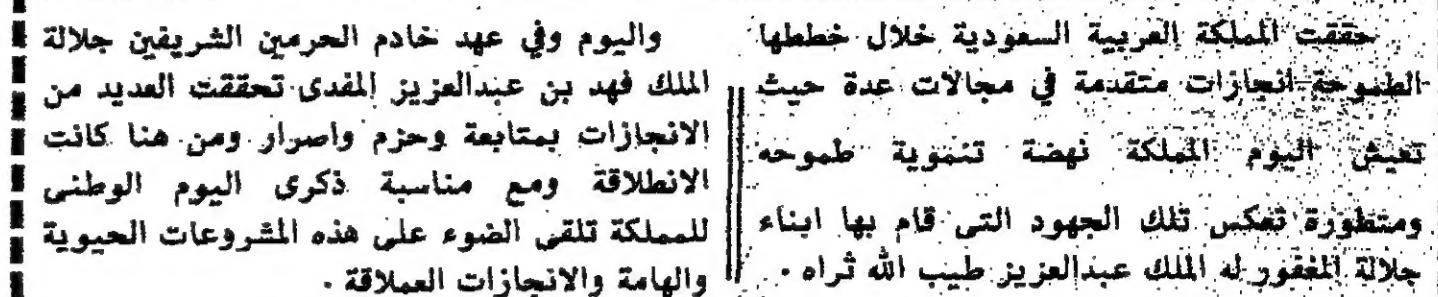 حققت المملكة العربية السعودية خلال خططها
الطموحة انجازات متقدمة في مجالات عدة حيث
تعيش اليوم المملكة نهضة تنموية طموحه
ومتطورة تعكس تلك الجهود التى قام بها ابناء
جلالة المغفور له الملك عبدالعزيز طيب الله ثراه .
واليوم وفي عهد خادم الحرمين الشريفين جلالة
الملك فهد بن عبدالعزيز المفدى تحققت العديد من
الانجازات بمتابعة وحزم واصرار ومن هنا كانت
الانطلاقة ومع مناسبة ذكرى اليوم الوطنى
للمملكة تلقى الضوء على هذه المشروعات الحيوية
والهامة والانجازات العملاقة .